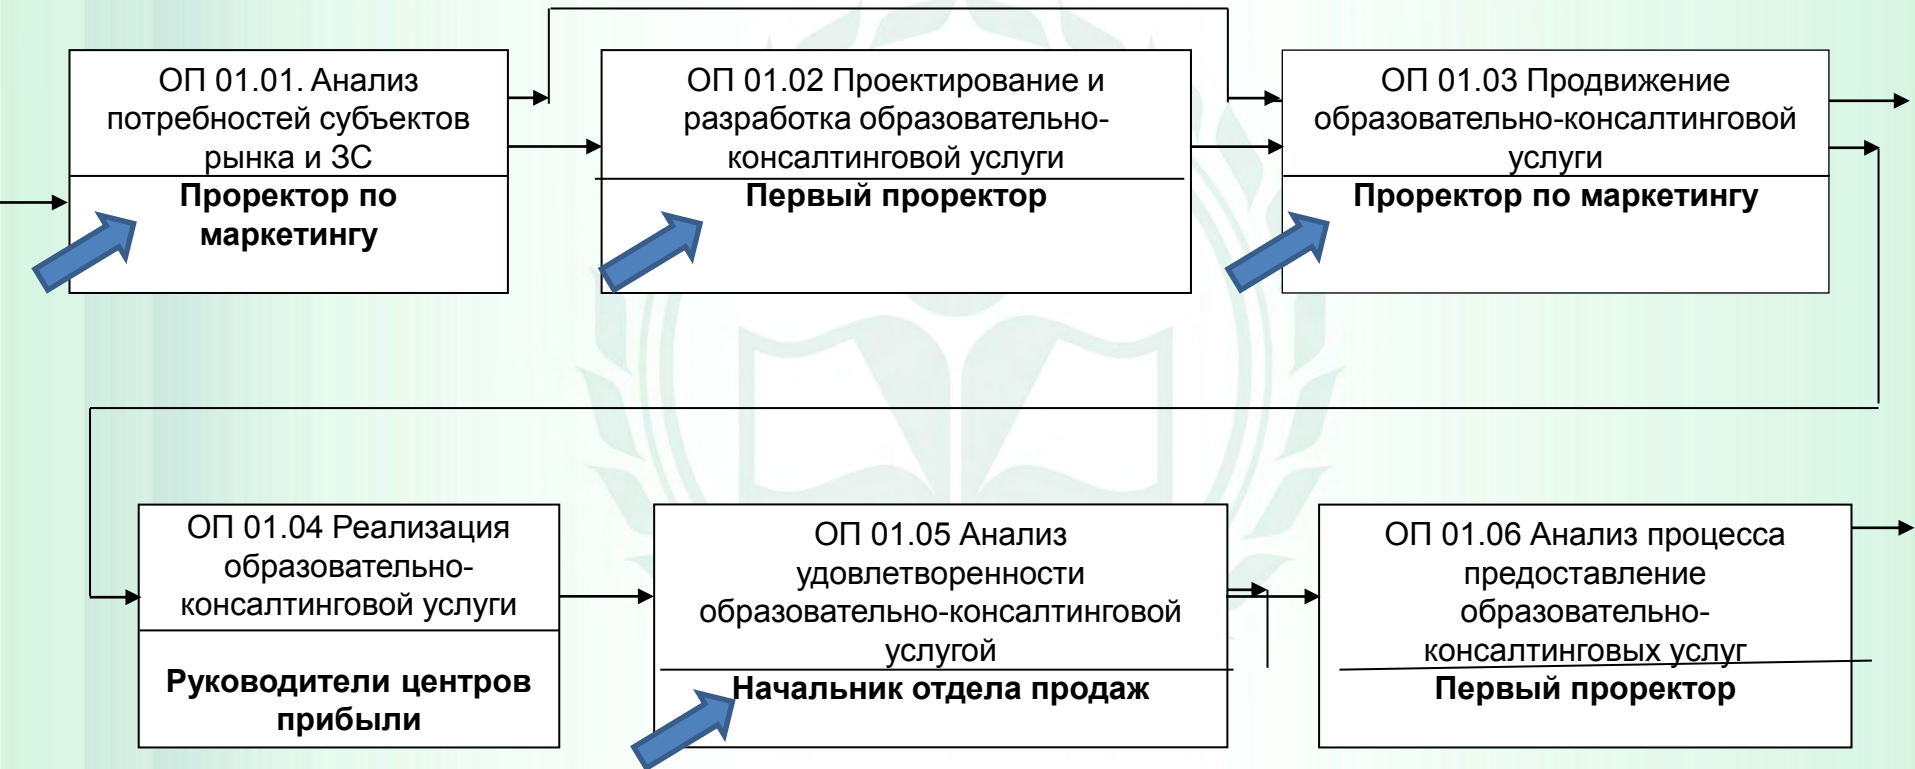 ОП 01.01. Анализ
потребностей субъектов
рынка и ЗС
Проректор по
маркетингу
ОП 01.02 Проектирование и
разработка образовательно-
консалтинговой услуги
Первый проректор
ОП 01.03 Продвижение
образовательно-консалтинговой
услуги
Проректор по маркетингу
ОП 01.04 Реализация
образовательно-
консалтинговой услуги
Руководители центров
прибыли
ОП 01.05 Анализ
удовлетворенности
образовательно-консалтинговой
услугой
Начальник отдела продаж
ОП 01.06 Анализ процесса
предоставление
образовательно-
консалтинговых услуг
Первый проректор